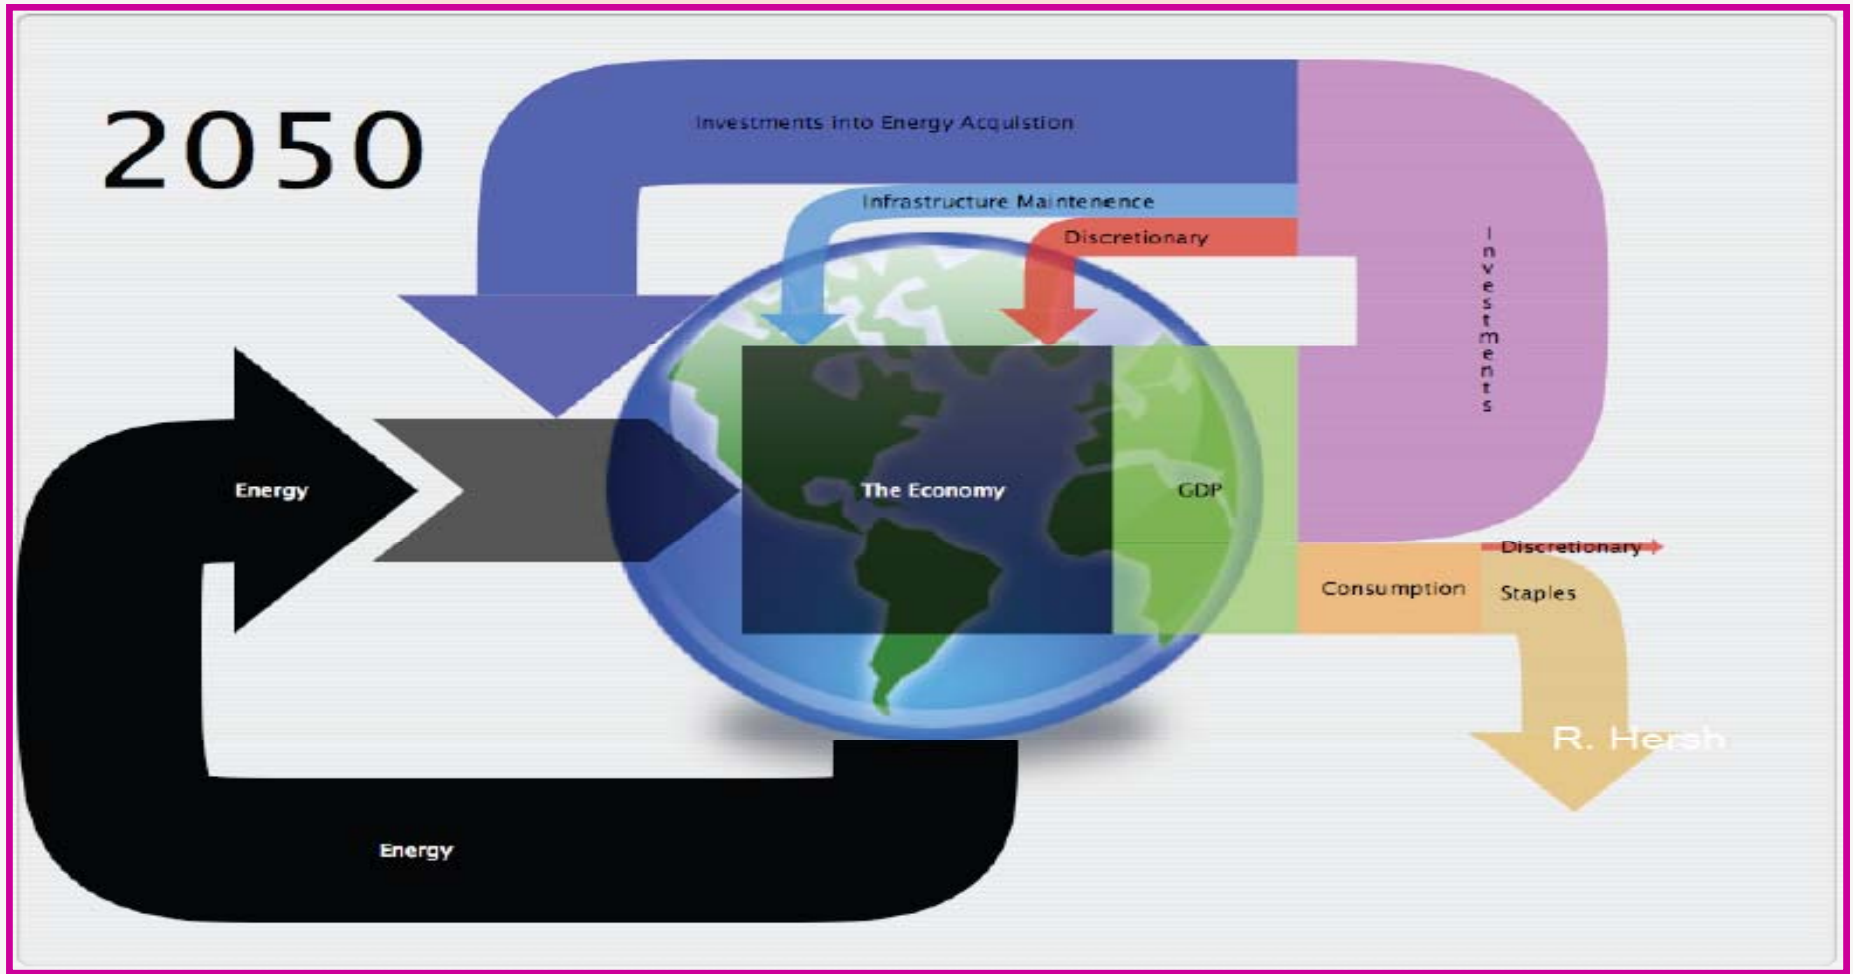 2050
Investments into Energy Acquistion
Infrastructure Maintenence
Discretionary
Investments
Energy
The Economy
GDP
Discretionary
Consumption
Staples
R. Hersh
Energy